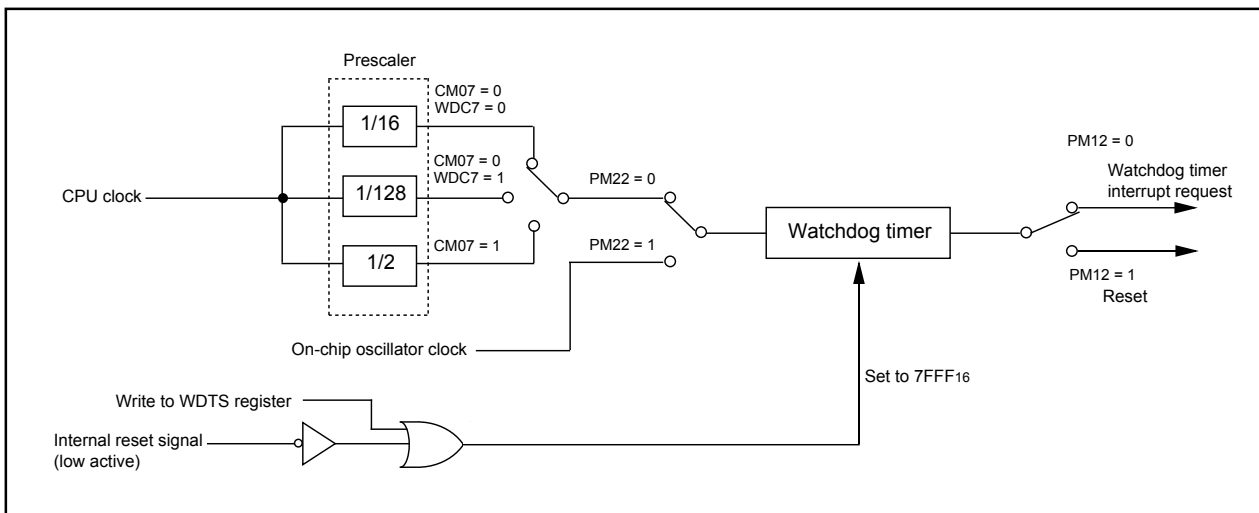 Prescaler
CM07 = 0
WDC7 = 0
1/16
CM07 = 0
WDC7 = 1
CPU clock
1/128
PM22 = 0
CM07 = 1
1/2
PM22 = 1
On-chip oscillator clock
Watchdog timer
PM12 = 0
Watchdog timer
interrupt request
PM12 = 1
Reset
Set to 7FFF16
Write to WDTS register
Internal reset signal
(low active)